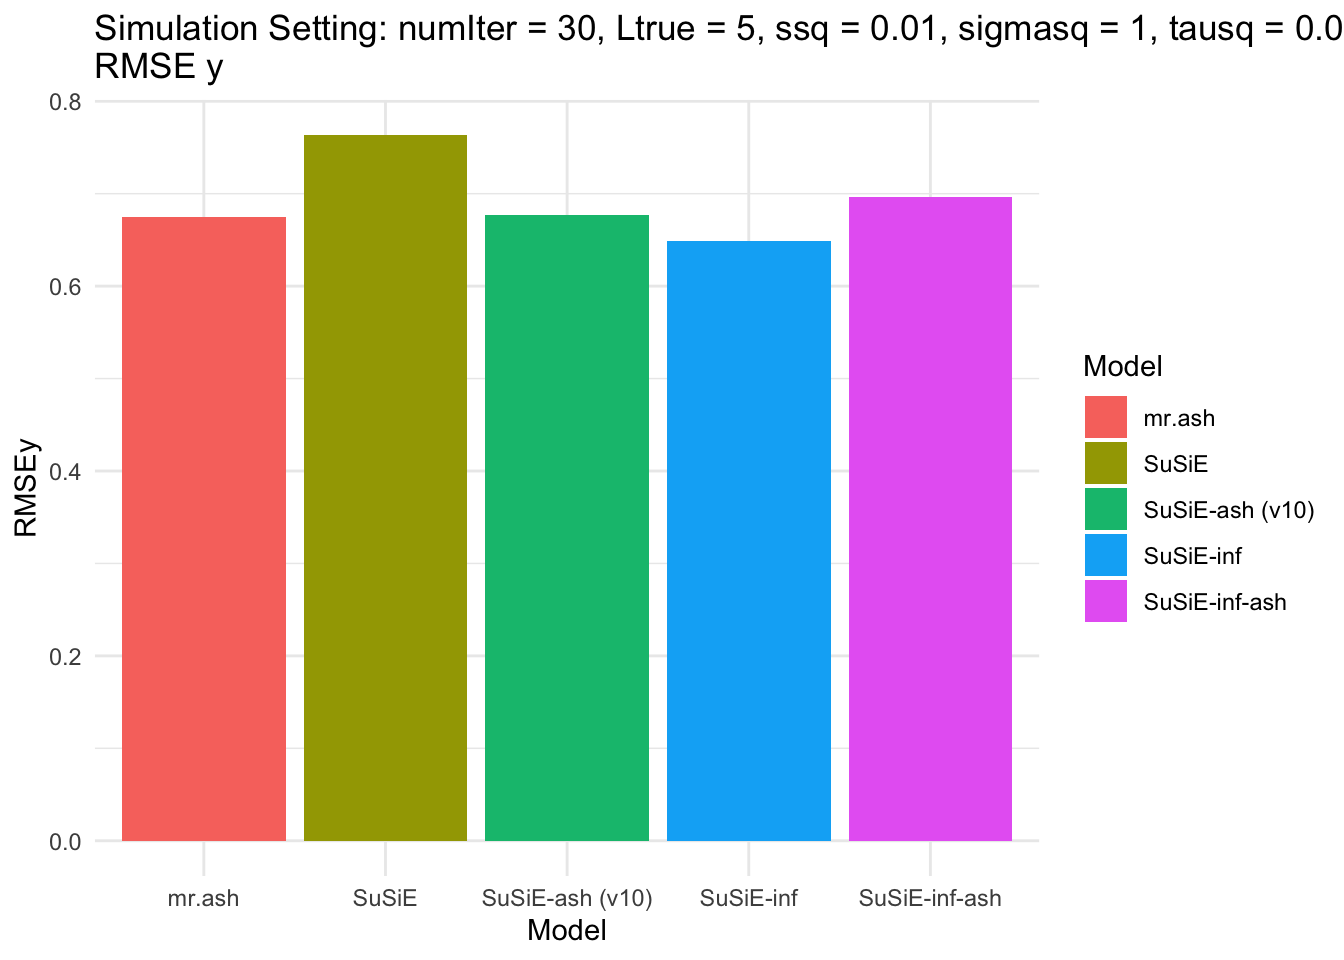 Simulation Setting: numIter = 30, Ltrue = 5, ssq = 0.01, sigmasq = 1, tausq = 0.0
RMSE y
0.8
0.6
0.4
0.2
0.0
RMSEy
mr.ash
SuSiE
SuSiE-ash (v10)
SuSiE-inf
SuSiE-inf-ash
Model
Model
mr.ash
SuSiE
SuSiE-ash (v10)
SuSiE-inf
SuSiE-inf-ash